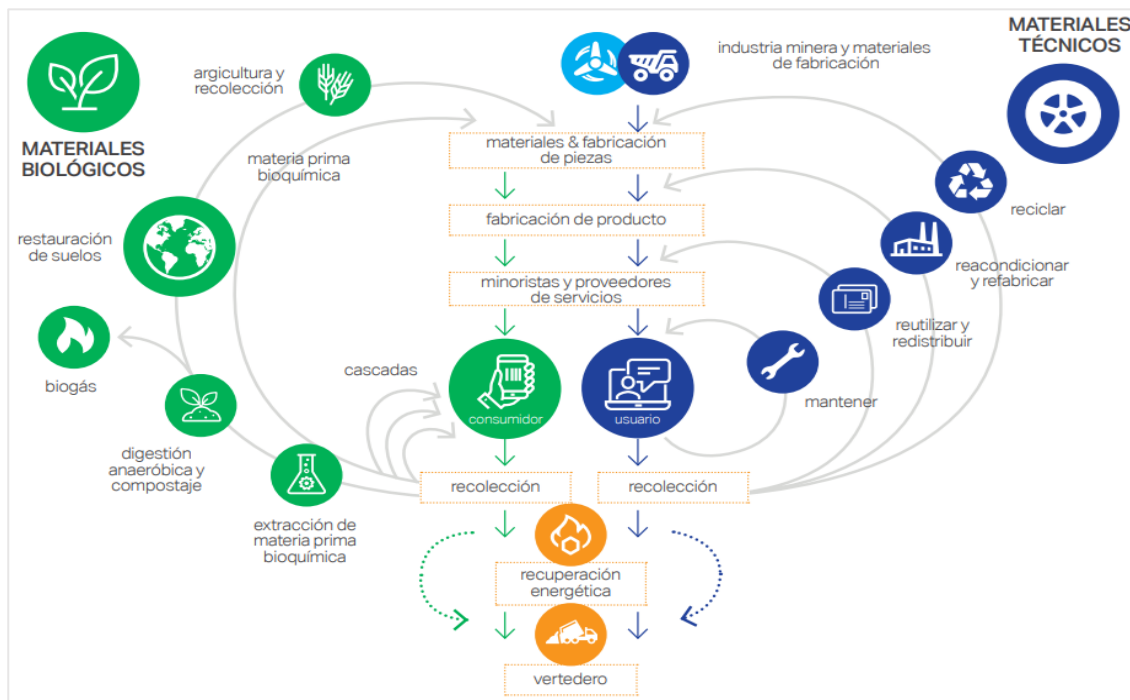 MATERIALES
BIOLÓGICOS
argicultura y
recolección
materia prima
bioquímica
restauración
de suelos
biogás
digestión
anaeróbica y
compostaje
extracción de
materia prima
bioquímica
cascadas
industria minera y materiales
de fabricación
materiales & fabricación
de piezas
fabricación de producto
minoristas y proveedores
de servicios
consumidor
usuario
recolección
recolección
recuperación
energética
vertedero
MATERIALES
TÉCNICOS
reciclar
reacondicionar
y refabricar
reutilizar y
redistribuir
mantener